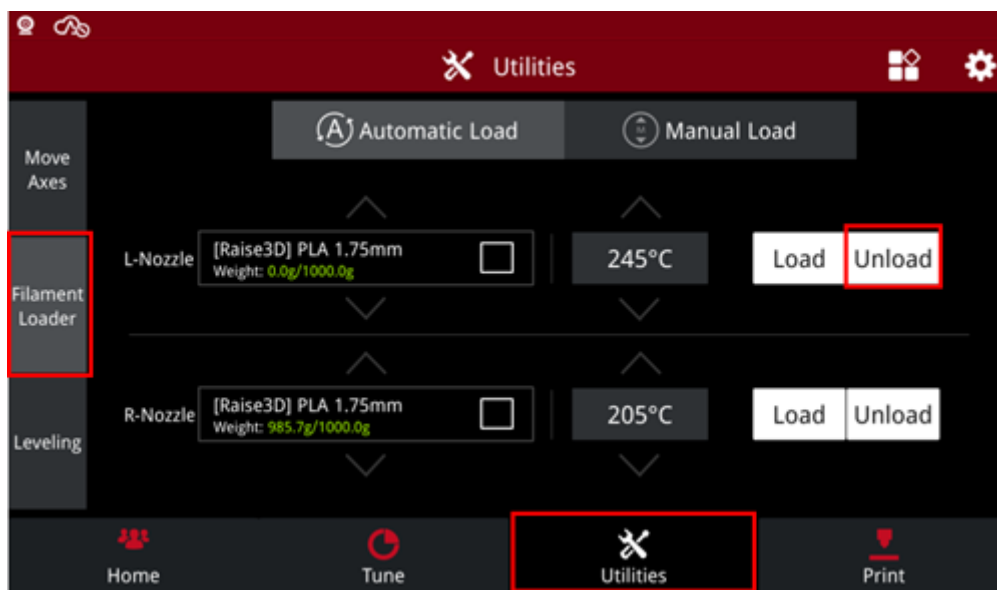 Utilities
Automatic Load
Manual Load
Move
Axes
L-Nozzle
[Raise3D] PLA 1.75mm
Weight: 0.0g/1000.0g
245°C
Load
Unload
Filament
Loader
R-Nozzle
[Raise3D] PLA 1.75mm
Weight: 985.7g/1000.0g
205°C
Load
Unload
Leveling
Home
Tune
Utilities
Print